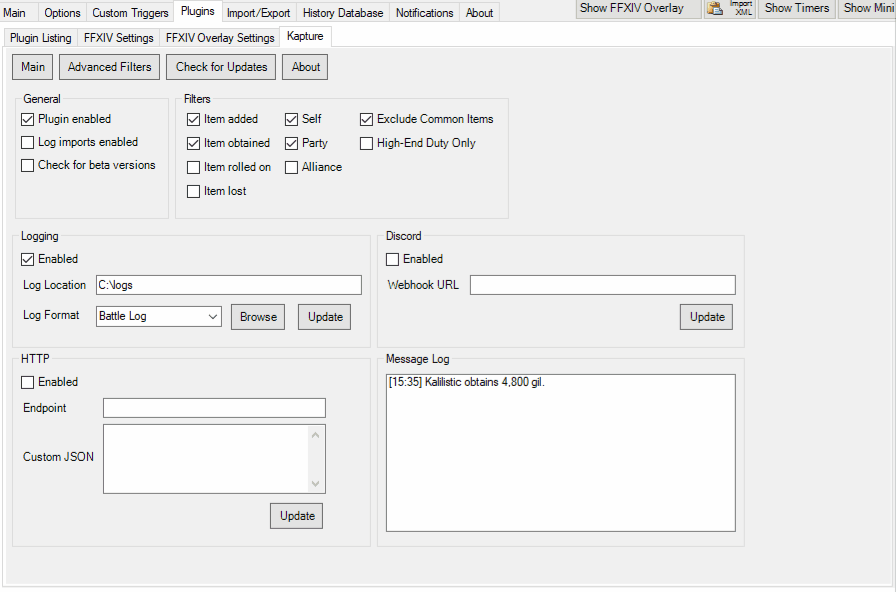 Main Options Custom Triggers Plugins Import/Export History Database Notifications About Show FFXIV Overlay Import XML Show Timers Show Mini
Plugin Listing FFXIV Settings FFXIV Overlay Settings Kapture
Main Advanced Filters Check for Updates About
General
Plugin enabled
Log imports enabled
Check for beta versions
Filters
Item added Self Exclude Common Items
Item obtained Party High-End Duty Only
Item rolled on Alliance
Item lost
Logging
Enabled
Log Location C:\logs
Log Format Battle Log Browse Update
Discord
Enabled
Webhook URL
Update
HTTP
Enabled
Endpoint
Custom JSON
Update
Message Log
[15:35] Kalilistic obtains 4,800 gil.